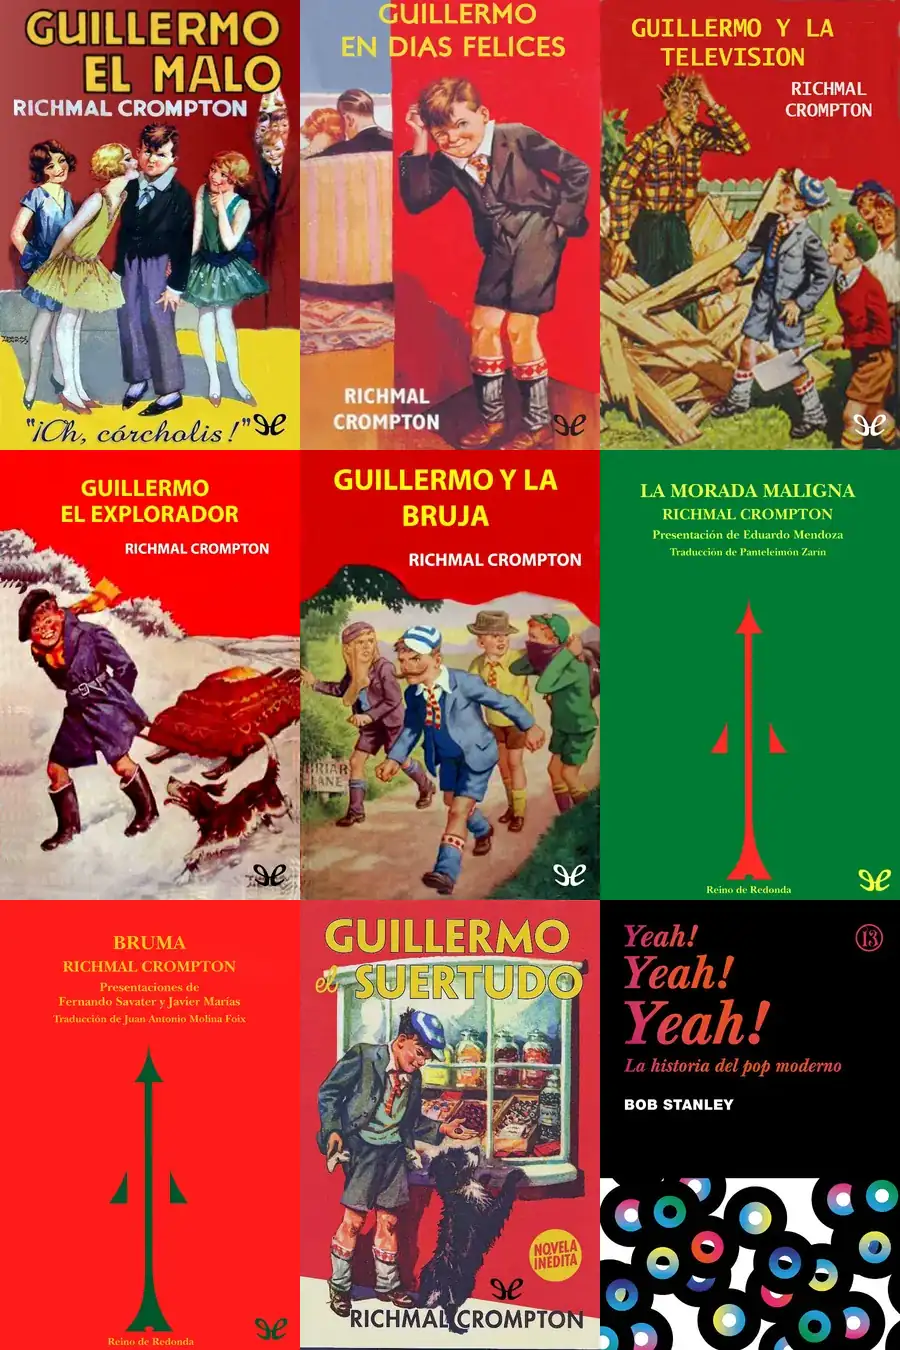 GUILLERMO
EL MALO
RICHMAL CROMPTON
"¡Oh, córcholis!"
GUILLERMO
EN DIAS FELICES
RICHMAL
CROMPTON
GUILLERMO Y LA
TELEVISION
RICHMAL
CROMPTON
GUILLERMO
EL EXPLORADOR
RICHMAL CROMPTON
GUILLERMO Y LA
BRUJA
RICHMAL CROMPTON
BRIAR
LANE
LA MORADA MALIGNA
RICHMAL CROMPTON
Presentación de Eduardo Mendoza
Traducción de Panteleimón Zarín
Reino de Redonda
BRUMA
RICHMAL CROMPTON
Presentaciones de
Fernando Savater y Javier Marías
Traducción de Juan Antonio Molina Foix
Reino de Redonda
GUILLERMO
el SUERTUDO
NOVELA
INÉDITA
RICHMAL CROMPTON
Yeah!
13
Yeah!
Yeah!
La historia del pop moderno
BOB STANLEY